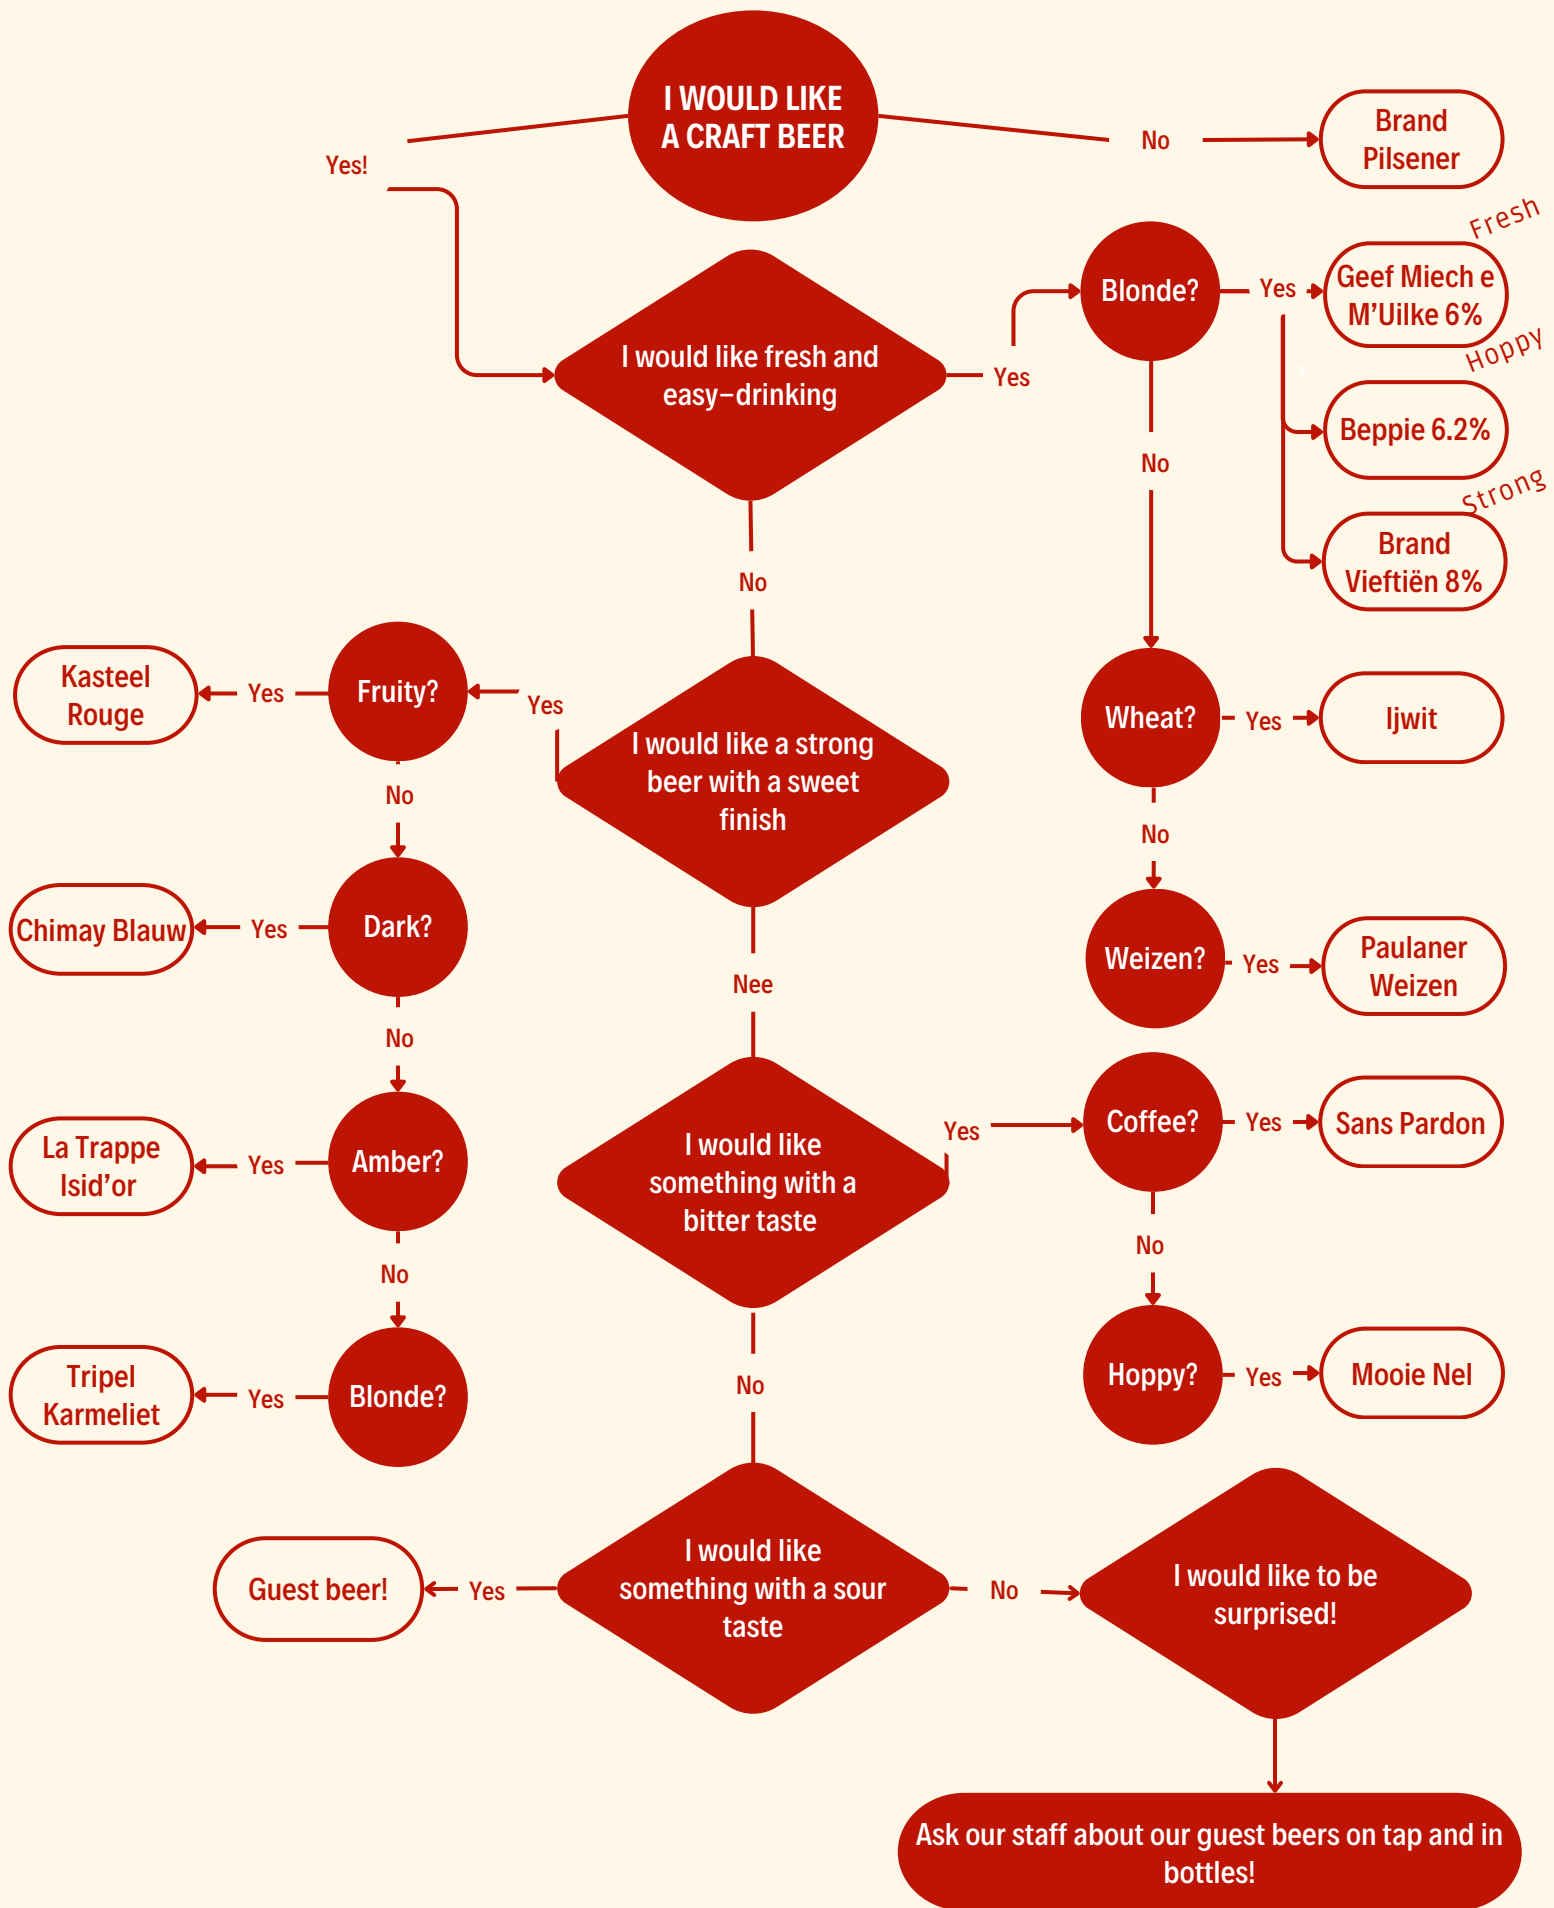 I WOULD LIKE
A CRAFT BEER
Yes!
No
Brand
Pilsener
I would like fresh and
easy-drinking
Yes
Blonde?
Yes
Fresh
Geef Miech e
M'Uilke 6%
Hoppy
Beppie 6.2%
Strong
Brand
Vieftiën 8%
No
No
Wheat?
Yes
Ijwit
No
Weizen?
Yes
Paulaner
Weizen
I would like a strong
beer with a sweet
finish
Yes
Fruity?
Yes
Kasteel
Rouge
No
Dark?
Yes
Chimay Blauw
No
Amber?
Yes
La Trappe
Isid'or
No
Blonde?
Yes
Tripel
Karmeliet
Nee
I would like
something with a
bitter taste
Yes
Coffee?
Yes
Sans Pardon
No
Hoppy?
Yes
Mooie Nel
No
I would like
something with a sour
taste
Yes
Guest beer!
No
I would like to be
surprised!
Ask our staff about our guest beers on tap and in
bottles!